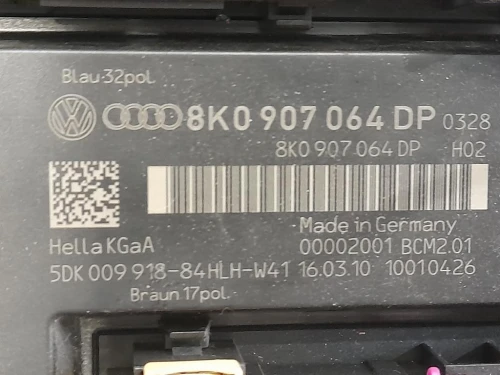 Blau 32pol.
8K0 907 064 DP 0328
8K0 907 064 DP H02
Made in Germany
Hella KGaA 00002001 BCM2.01
5DK 009 918-84HLH-W41 16.03.10 10010426
Braun 17pol.